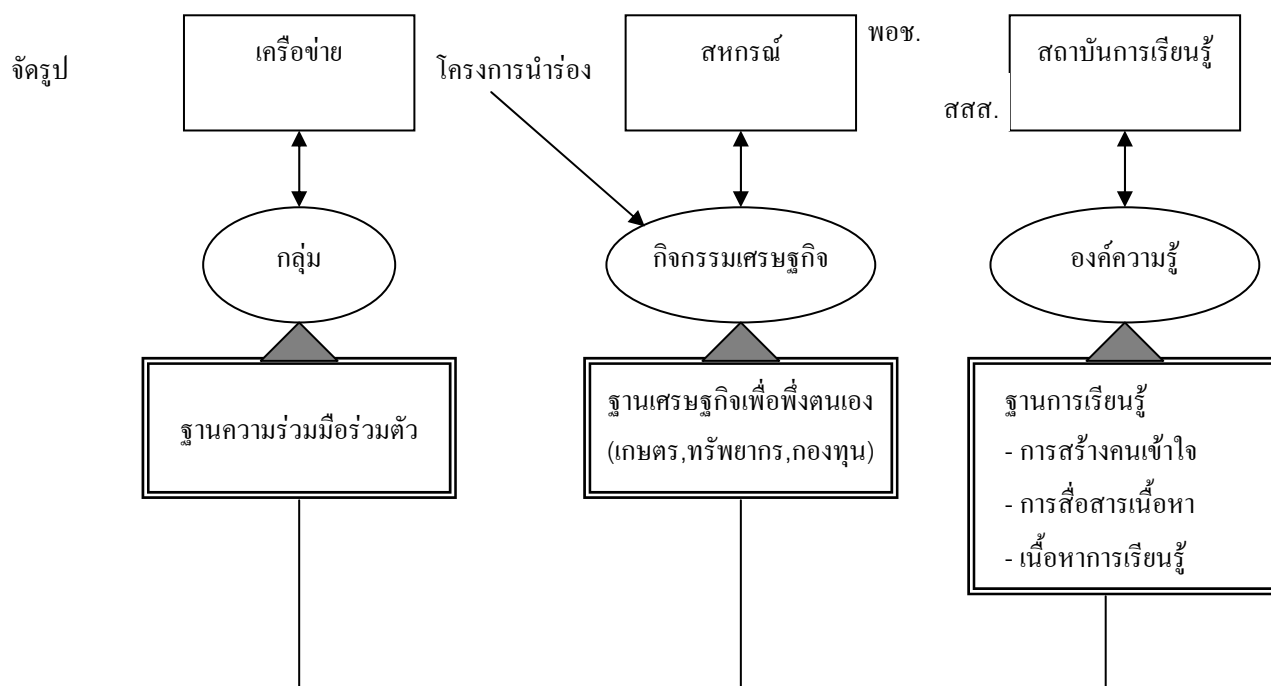 จัดรูป
เครือข่าย
โครงการนำร่อง
สหกรณ์
พอช.
สถาบันการเรียนรู้
สสส.
กลุ่ม
กิจกรรมเศรษฐกิจ
องค์ความรู้
ฐานความร่วมมือร่วมตัว
ฐานเศรษฐกิจเพื่อพึ่งตนเอง
(เกษตร,ทรัพยากร,กองทุน)
ฐานการเรียนรู้
- การสร้างคนเข้าใจ
- การสื่อสารเนื้อหา
- เนื้อหาการเรียนรู้